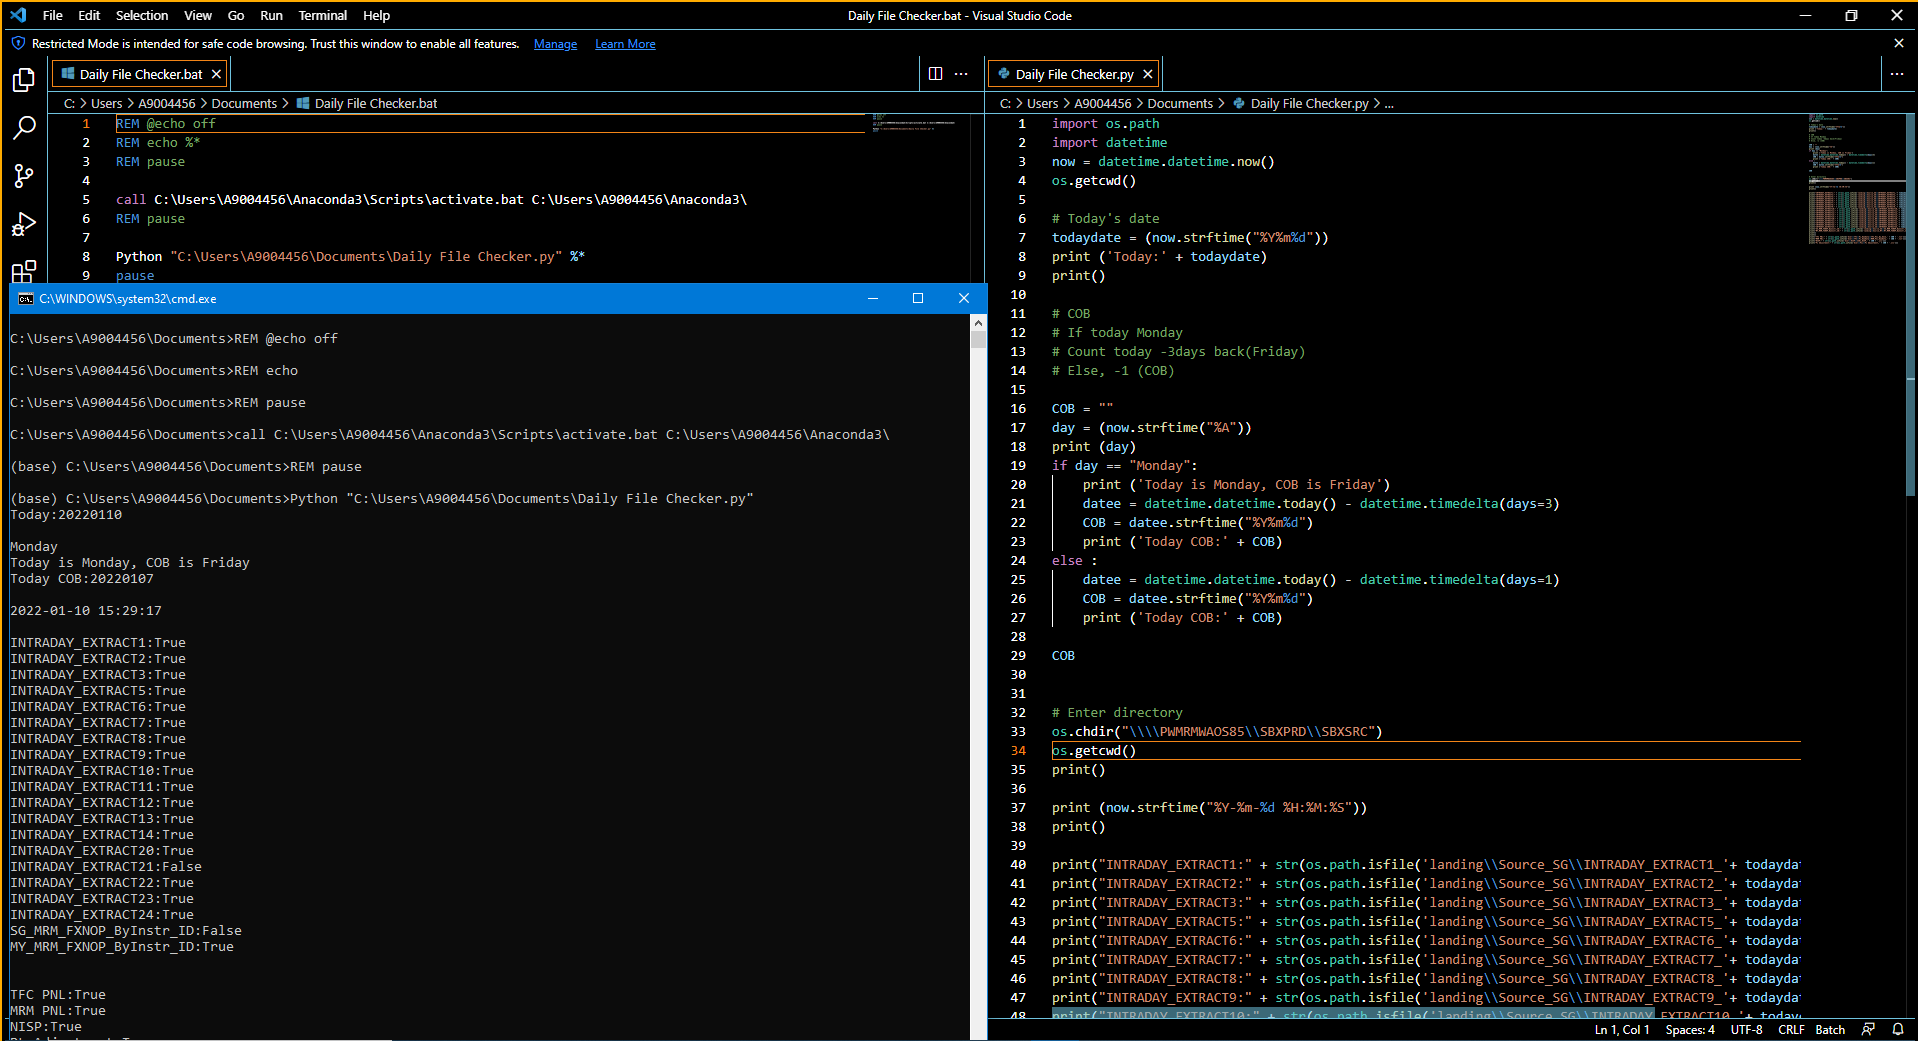 File Edit Selection View Go Run Terminal Help
Daily File Checker.bat - Visual Studio Code
Restricted Mode is intended for safe code browsing. Trust this window to enable all features. Manage Learn More
Daily File Checker.bat
C: > Users > A9004456 > Documents > Daily File Checker.bat
1 REM @echo off
2 REM echo %*
3 REM pause
4
5 call C:\Users\A9004456\Anaconda3\Scripts\activate.bat C:\Users\A9004456\Anaconda3\
6 REM pause
7
8 Python "C:\Users\A9004456\Documents\Daily File Checker.py" %*
9 pause
C:\WINDOWS\system32\cmd.exe
C:\Users\A9004456\Documents>REM @echo off
C:\Users\A9004456\Documents>REM echo
C:\Users\A9004456\Documents>REM pause
C:\Users\A9004456\Documents>call C:\Users\A9004456\Anaconda3\Scripts\activate.bat C:\Users\A9004456\Anaconda3\
(base) C:\Users\A9004456\Documents>REM pause
(base) C:\Users\A9004456\Documents>Python "C:\Users\A9004456\Documents\Daily File Checker.py"
Today:20220110
Monday
Today is Monday, COB is Friday
Today COB:20220107
2022-01-10 15:29:17
INTRADAY_EXTRACT1:True
INTRADAY_EXTRACT2:True
INTRADAY_EXTRACT3:True
INTRADAY_EXTRACT5:True
INTRADAY_EXTRACT6:True
INTRADAY_EXTRACT7:True
INTRADAY_EXTRACT8:True
INTRADAY_EXTRACT9:True
INTRADAY_EXTRACT10:True
INTRADAY_EXTRACT11:True
INTRADAY_EXTRACT12:True
INTRADAY_EXTRACT13:True
INTRADAY_EXTRACT14:True
INTRADAY_EXTRACT20:True
INTRADAY_EXTRACT21:False
INTRADAY_EXTRACT22:True
INTRADAY_EXTRACT23:True
INTRADAY_EXTRACT24:True
SG_MRM_FXNOP_ByInstr_ID:False
MY_MRM_FXNOP_ByInstr_ID:True
TFC PNL:True
MRM PNL:True
NISP:True
Daily File Checker.py
C: > Users > A9004456 > Documents > Daily File Checker.py > ...
1 import os.path
2 import datetime
3 now = datetime.datetime.now()
4 os.getcwd()
5
6 # Today's date
7 todaydate = (now.strftime("%Y%m%d"))
8 print ('Today:' + todaydate)
9 print()
10
11 # COB
12 # If today Monday
13 # Count today -3days back(Friday)
14 # Else, -1 (COB)
15
16 COB = ""
17 day = (now.strftime("%A"))
18 print (day)
19 if day == "Monday":
20 print ('Today is Monday, COB is Friday')
21 datee = datetime.datetime.today() - datetime.timedelta(days=3)
22 COB = datee.strftime("%Y%m%d")
23 print ('Today COB:' + COB)
24 else :
25 datee = datetime.datetime.today() - datetime.timedelta(days=1)
26 COB = datee.strftime("%Y%m%d")
27 print ('Today COB:' + COB)
28
29 COB
30
31
32 # Enter directory
33 os.chdir("\\\\PWMRMWAOS85\\SBXPRD\\SBXSRC")
34 os.getcwd()
35 print()
36
37 print (now.strftime("%Y-%m-%d %H:%M:%S"))
38 print()
39
40 print("INTRADAY_EXTRACT1:" + str(os.path.isfile('landing\\Source_SG\\INTRADAY_EXTRACT1_'+ todayda
41 print("INTRADAY_EXTRACT2:" + str(os.path.isfile('landing\\Source_SG\\INTRADAY_EXTRACT2_'+ todayda
42 print("INTRADAY_EXTRACT3:" + str(os.path.isfile('landing\\Source_SG\\INTRADAY_EXTRACT3_'+ todayda
43 print("INTRADAY_EXTRACT5:" + str(os.path.isfile('landing\\Source_SG\\INTRADAY_EXTRACT5_'+ todayda
44 print("INTRADAY_EXTRACT6:" + str(os.path.isfile('landing\\Source_SG\\INTRADAY_EXTRACT6_'+ todayda
45 print("INTRADAY_EXTRACT7:" + str(os.path.isfile('landing\\Source_SG\\INTRADAY_EXTRACT7_'+ todayda
46 print("INTRADAY_EXTRACT8:" + str(os.path.isfile('landing\\Source_SG\\INTRADAY_EXTRACT8_'+ todayda
47 print("INTRADAY_EXTRACT9:" + str(os.path.isfile('landing\\Source_SG\\INTRADAY_EXTRACT9_'+ todayda
48 print("INTRADAY_EXTRACT10:" + str(os.path.isfile('landing\\Source_SG\\INTRADAY_EXTRACT10_'+ today
Ln 1, Col 1 Spaces: 4 UTF-8 CRLF Batch